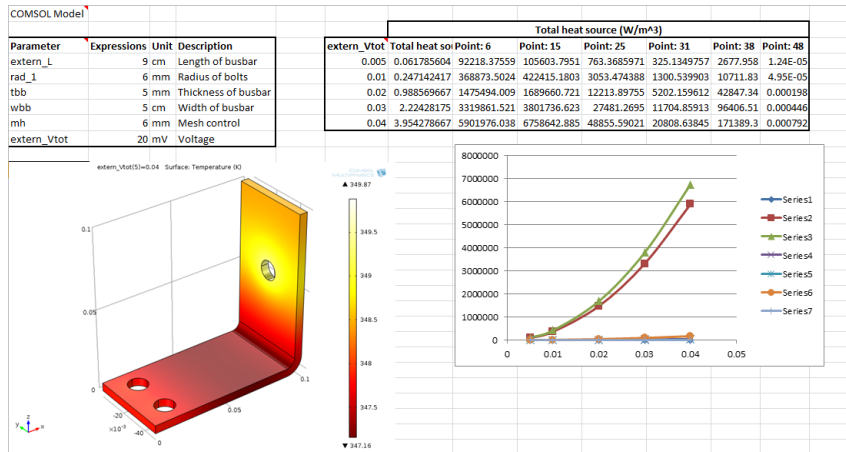 COMSOL Model
Total heat source (W/m^3)
Parameter Expressions Unit Description
extern_Vtot Total heat so Point: 6 Point: 15 Point: 25 Point: 31 Point: 38 Point: 48
extern_L 9 cm Length of busbar
0.005 0.061785604 92218.37559 105603.7951 763.3685971 325.1349757 2677.958 1.24E-05
rad_1 6 mm Radius of bolts
0.01 0.247142417 368873.5024 422415.1803 3053.474388 1300.539903 10711.83 4.95E-05
tbb 5 mm Thickness of busbar
0.02 0.988569667 1475494.009 1689660.721 12213.89755 5202.159612 42847.34 0.000198
wbb 5 cm Width of busbar
0.03 2.22428175 3319861.521 3801736.623 27481.2695 11704.85913 96406.51 0.000446
mh 6 mm Mesh control
0.04 3.954278667 5901976.038 6758642.885 48855.59021 20808.63845 171389.3 0.000792
extern_Vtot 20 mV Voltage
extern_Vtot(5)=0.04 Surface: Temperature (K)
COMSOL
MULTIPHYSICS
▲ 349.87
349.5
349
348.5
348
347.5
▼ 347.16
0.1
0.05
0
-20
×10⁻³
-40
0
0.05
0.1
z
y
x
8000000
7000000
6000000
5000000
4000000
3000000
2000000
1000000
0
0 0.01 0.02 0.03 0.04 0.05
Series1
Series2
Series3
Series4
Series5
Series6
Series7